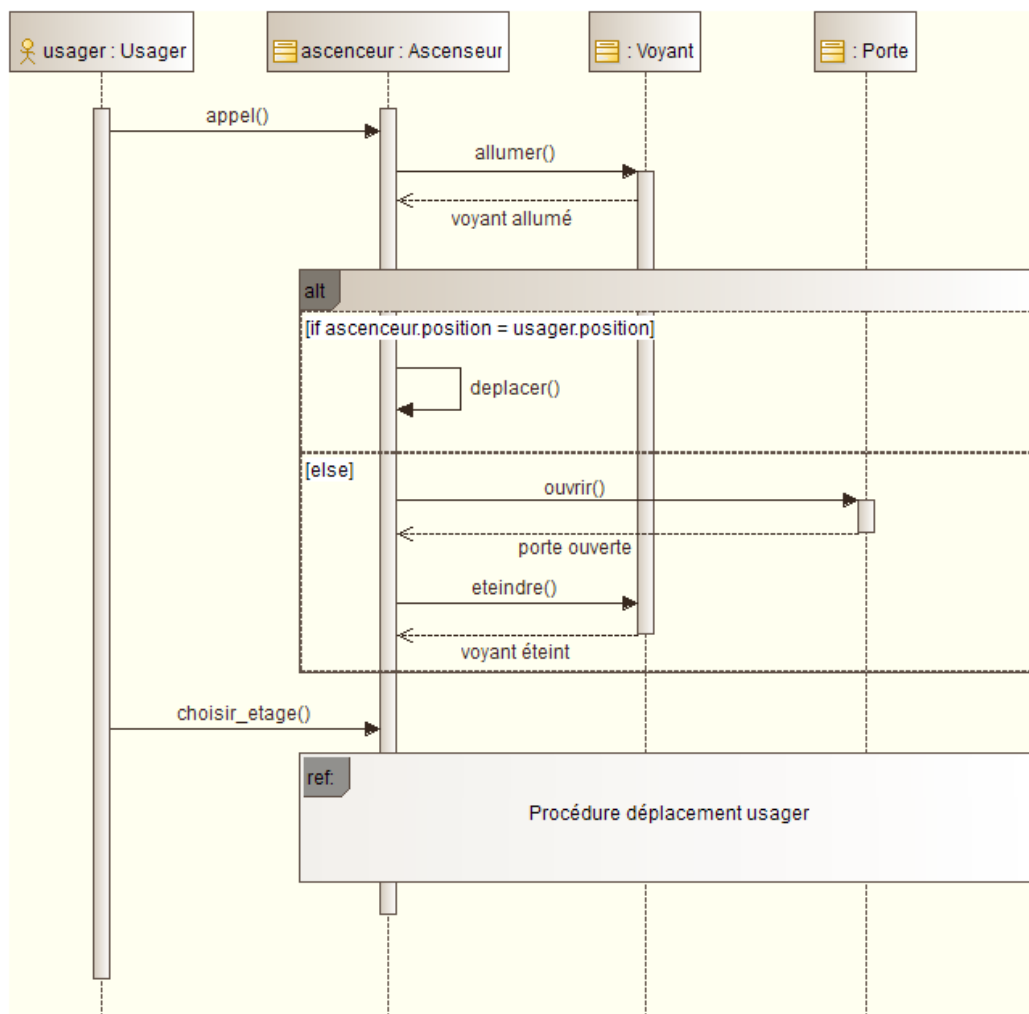 usager : Usager
ascenceur : Ascenseur
: Voyant
: Porte
appel()
allumer()
voyant allumé
alt
[if ascenceur.position = usager.position]
deplacer()
[else]
ouvrir()
porte ouverte
eteindre()
voyant éteint
choisir_etage()
ref:
Procédure déplacement usager